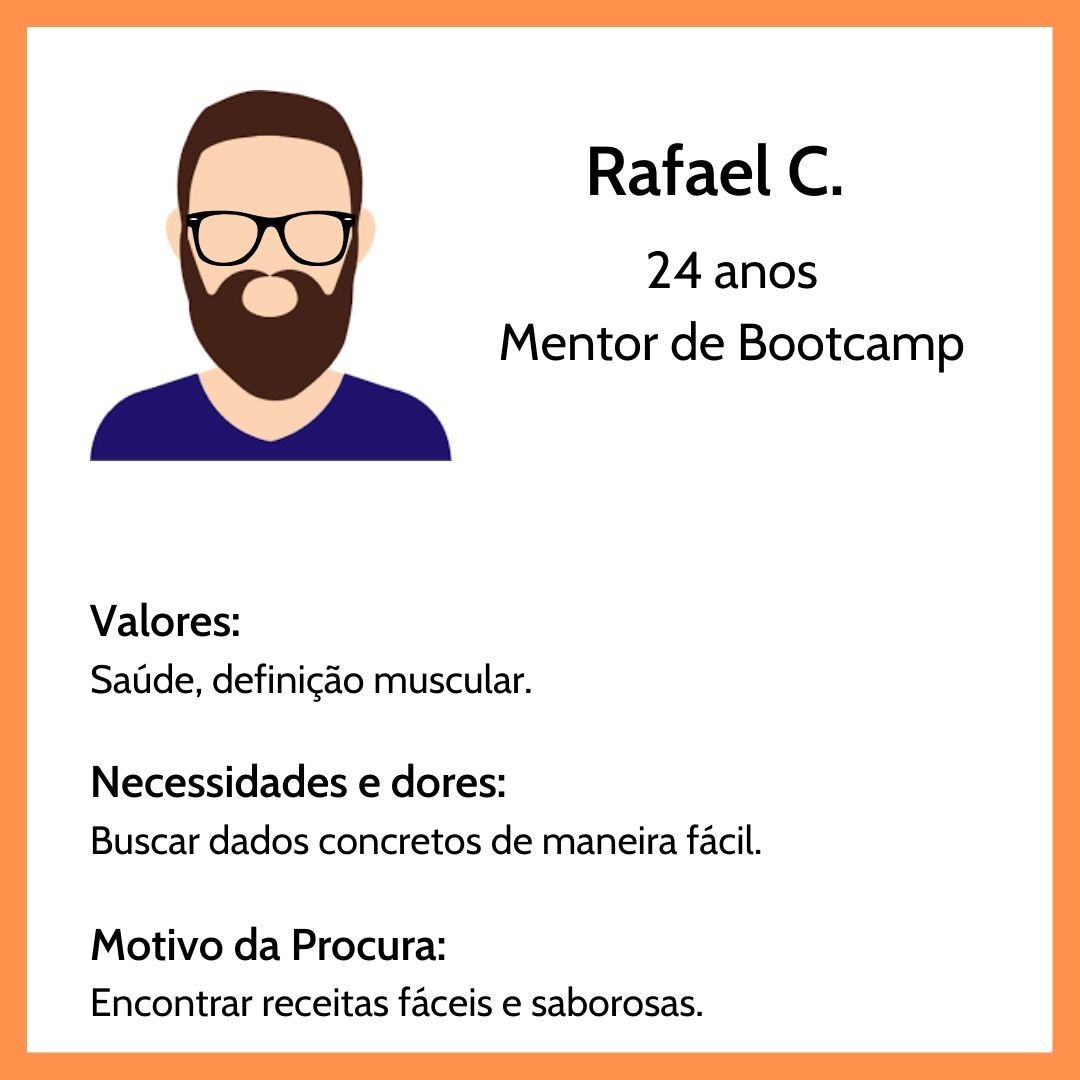 Rafael C.
24 anos
Mentor de Bootcamp
Valores:
Saúde, definição muscular.
Necessidades e dores:
Buscar dados concretos de maneira fácil.
Motivo da Procura:
Encontrar receitas fáceis e saborosas.